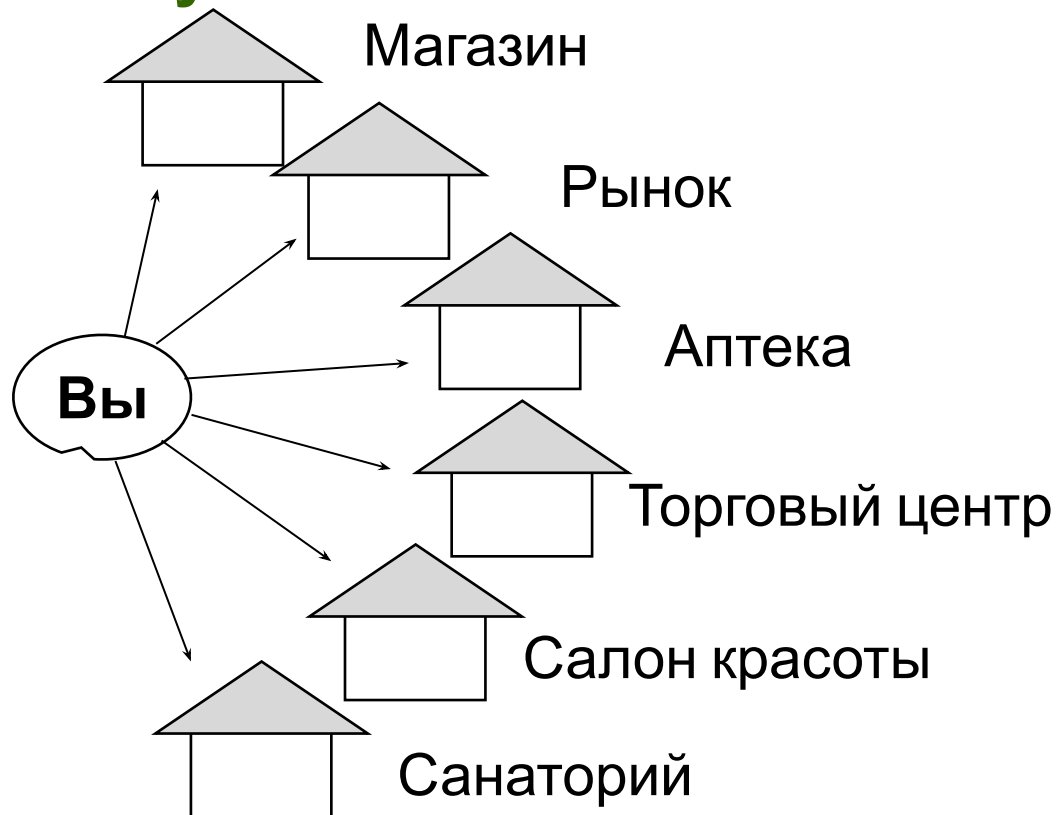 Магазин
Рынок
Аптека
Вы
Торговый центр
Салон красоты
Санаторий